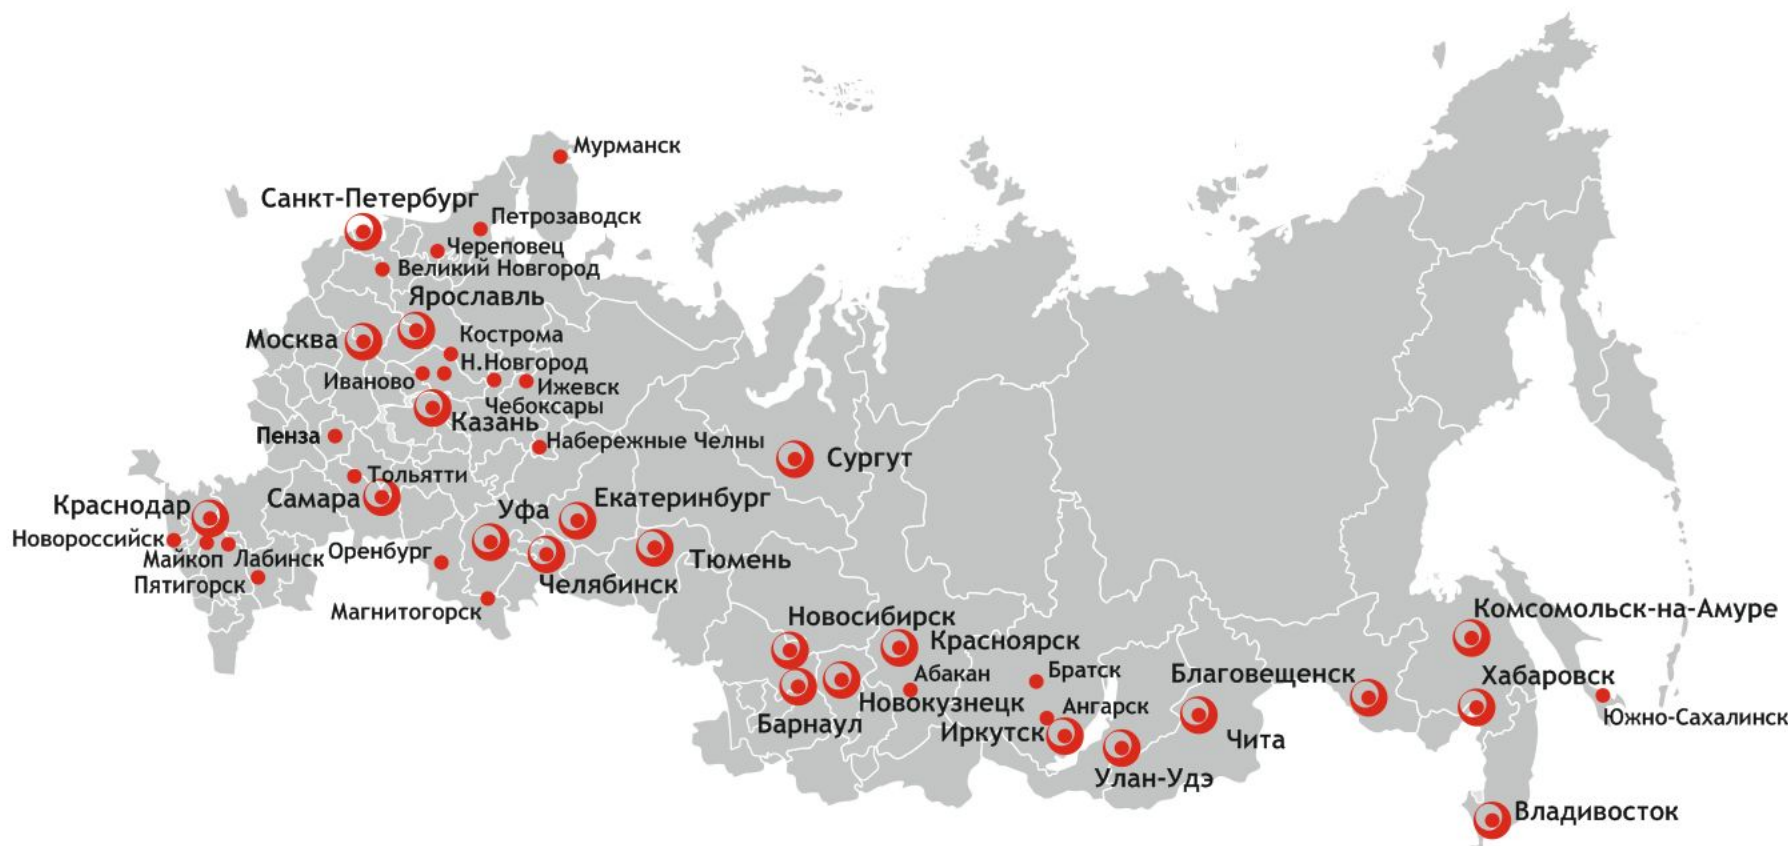 Мурманск
Санкт-Петербург
Петрозаводск
Череповец
Великий Новгород
Ярославль
Москва
Кострома
Н.Новгород
Иваново
Ижевск
Чебоксары
Казань
Пенза
Набережные Челны
Сургут
Тольятти
Самара
Екатеринбург
Краснодар
Уфа
Новороссийск
Майкоп
Лабинск
Оренбург
Тюмень
Пятигорск
Челябинск
Магнитогорск
Комсомольск-на-Амуре
Новосибирск
Красноярск
Абакан
Братск
Благовещенск
Хабаровск
Новокузнецк
Ангарск
Южно-Сахалинск
Барнаул
Иркутск
Чита
Улан-Удэ
Владивосток